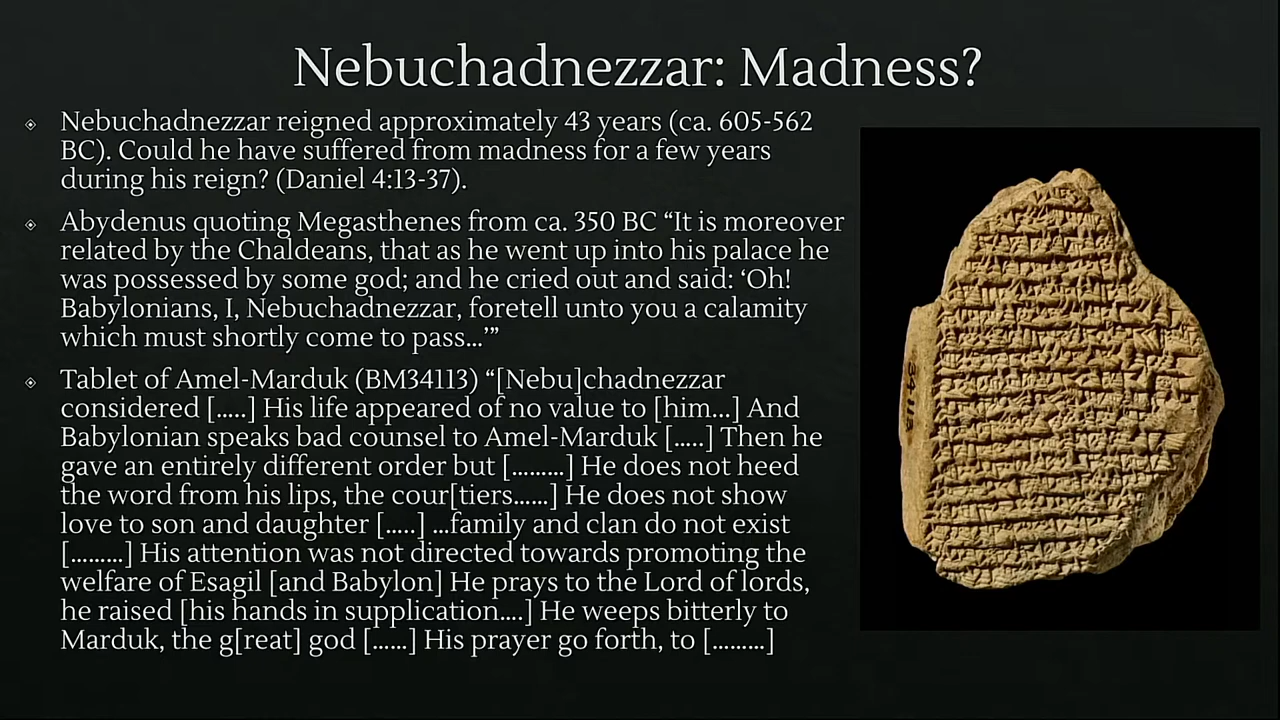 Nebuchadnezzar: Madness?
Nebuchadnezzar reigned approximately 43 years (ca. 605-562
BC). Could he have suffered from madness for a few years
during his reign? (Daniel 4:13-37).
Abydenus quoting Megasthenes from ca. 350 BC “It is moreover
related by the Chaldeans, that as he went up into his palace he
was possessed by some god; and he cried out and said: ‘Oh!
Babylonians, I, Nebuchadnezzar, foretell unto you a calamity
which must shortly come to pass...’”
Tablet of Amel-Marduk (BM34113) “[Nebu]chadnezzar
considered [.....] His life appeared of no value to [him...] And
Babylonian speaks bad counsel to Amel-Marduk [.....] Then he
gave an entirely different order but [.........] He does not heed
the word from his lips, the cour[tiers......] He does not show
love to son and daughter [.....] ...family and clan do not exist
[.........] His attention was not directed towards promoting the
welfare of Esagil [and Babylon] He prays to the Lord of lords,
he raised [his hands in supplication....] He weeps bitterly to
Marduk, the g[reat] god [......] His prayer go forth, to [.........]